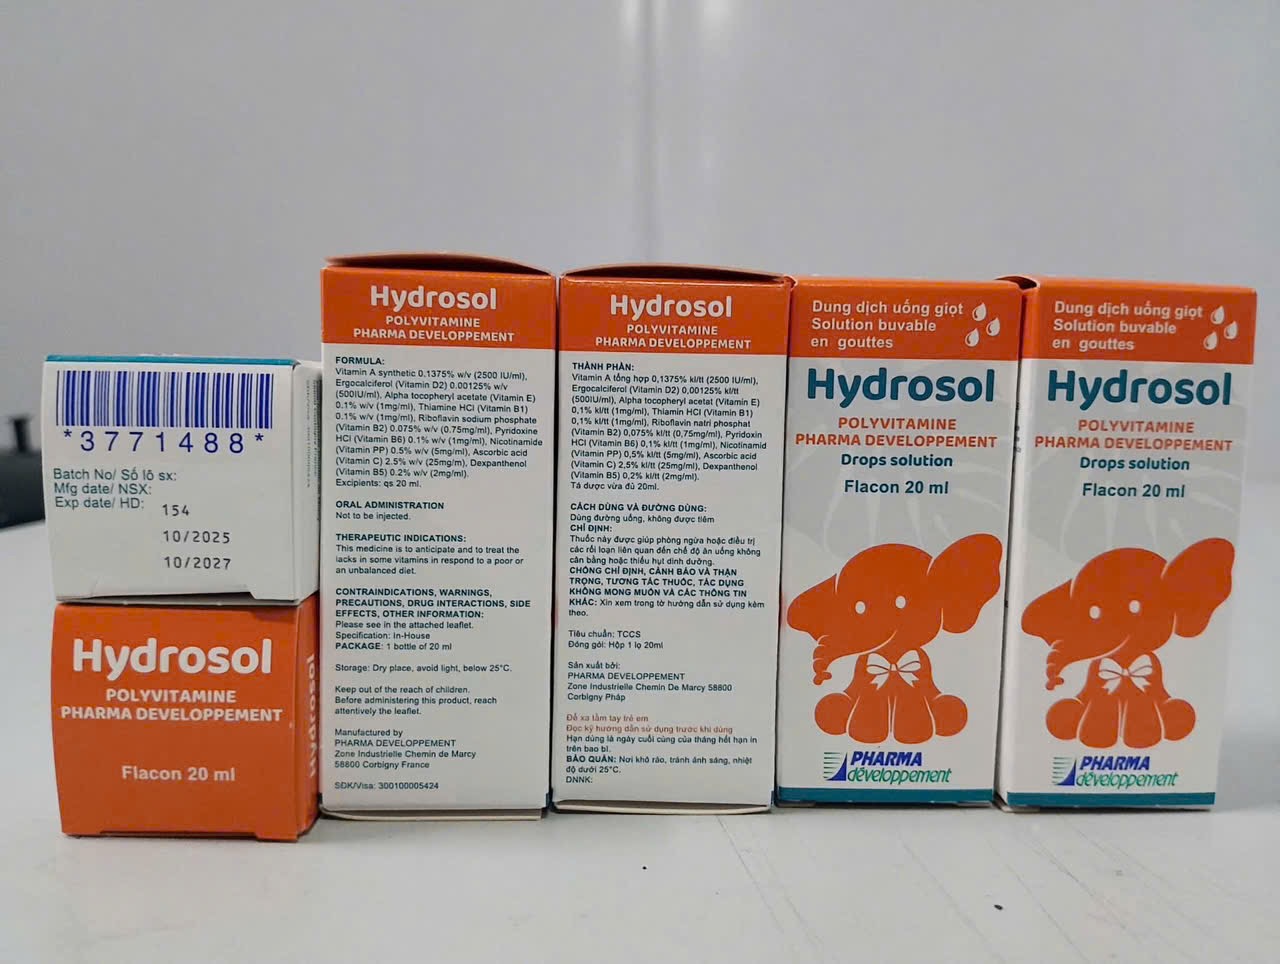 *3771488*
Batch No/ Số lô sx:
Mfg date/ NSX:
Exp date/ HD:
154
10/2025
10/2027
Hydrosol
POLYVITAMINE
PHARMA DEVELOPPEMENT
Flacon 20 ml
Hydrosol
Hydrosol
POLYVITAMINE
PHARMA DEVELOPPEMENT
FORMULA:
Vitamin A synthetic 0.1375% w/v (2500 IU/ml),
Ergocalciferol (Vitamin D2) 0.00125% w/v
(500IU/ml), Alpha tocopheryl acetate (Vitamin E)
0.1% w/v (1mg/ml), Thiamine HCl (Vitamin B1)
0.1% w/v (1mg/ml), Riboflavin sodium phosphate
(Vitamin B2) 0.075% w/v (0.75mg/ml), Pyridoxine
HCl (Vitamin B6) 0.1% w/v (1mg/ml), Nicotinamide
(Vitamin PP) 0.5% w/v (5mg/ml), Ascorbic acid
(Vitamin C) 2.5% w/v (25mg/m), Dexpanthenol
(Vitamin B5) 0.2% w/v (2mg/ml).
Excipients: qs 20 ml.
ORAL ADMINISTRATION
Not to be injected.
THERAPEUTIC INDICATIONS:
This medicine is to anticipate and to treat the
lacks in some vitamins in respond to a poor or
an unbalanced diet.
CONTRAINDICATIONS, WARNINGS,
PRECAUTIONS, DRUG INTERACTIONS, SIDE
EFFECTS, OTHER INFORMATION:
Please see in the attached leaflet.
Specification: In-House
PACKAGE: 1 bottle of 20 ml
Storage: Dry place, avoid light, below 25°C.
Keep out of the reach of children.
Before administering this product, reach
attentively the leaflet.
Manufactured by
PHARMA DEVELOPPEMENT
Zone Industrielle Chemin de Marcy
58800 Corbigny France
SĐK/Visa: 300100005424
Hydrosol
POLYVITAMINE
PHARMA DEVELOPPEMENT
THÀNH PHẦN:
Vitamin A tổng hợp 0,1375% kl/tt (2500 IU/ml),
Ergocalciferol (Vitamin D2) 0,00125% kl/tt
(500IU/ml), Alpha tocopheryl acetat (Vitamin E)
0,1% kl/tt (1mg/ml), Thiamin HCl (Vitamin B1)
0,1% kl/tt (1mg/ml), Riboflavin natri phosphat
(Vitamin B2) 0,075% kl/tt (0,75mg/ml), Pyridoxin
HCl (Vitamin B6) 0,1% kl/tt (1mg/ml), Nicotinamid
(Vitamin PP) 0,5% kl/tt (5mg/ml), Ascorbic acid
(Vitamin C) 2,5% kl/tt (25mg/ml), Dexpanthenol
(Vitamin B5) 0,2% kl/tt (2mg/ml).
Tá dược vừa đủ 20ml.
CÁCH DÙNG VÀ ĐƯỜNG DÙNG:
Dùng đường uống, không được tiêm
CHỈ ĐỊNH:
Thuốc này được giúp phòng ngừa hoặc điều trị
các rối loạn liên quan đến chế độ ăn uống không
cân bằng hoặc thiếu hụt dinh dưỡng.
CHỐNG CHỈ ĐỊNH, CẢNH BÁO VÀ THẬN
TRỌNG, TƯƠNG TÁC THUỐC, TÁC DỤNG
KHÔNG MONG MUỐN VÀ CÁC THÔNG TIN
KHÁC: Xin xem trong tờ hướng dẫn sử dụng kèm
theo.
Tiêu chuẩn: TCCS
Đóng gói: Hộp 1 lọ 20ml
Sản xuất bởi:
PHARMA DEVELOPPEMENT
Zone Industrielle Chemin De Marcy 58800
Corbigny Pháp
Để xa tầm tay trẻ em
Đọc kỹ hướng dẫn sử dụng trước khi dùng
Hạn dùng là ngày cuối cùng của tháng hết hạn in
trên bao bì.
BẢO QUẢN: Nơi khô ráo, tránh ánh sáng, nhiệt
độ dưới 25°C.
DNNK:
Dung dịch uống giọt
Solution buvable
en gouttes
Hydrosol
POLYVITAMINE
PHARMA DEVELOPPEMENT
Drops solution
Flacon 20 ml
PHARMA
développement
Dung dịch uống giọt
Solution buvable
en gouttes
Hydrosol
POLYVITAMINE
PHARMA DEVELOPPEMENT
Drops solution
Flacon 20 ml
PHARMA
développement